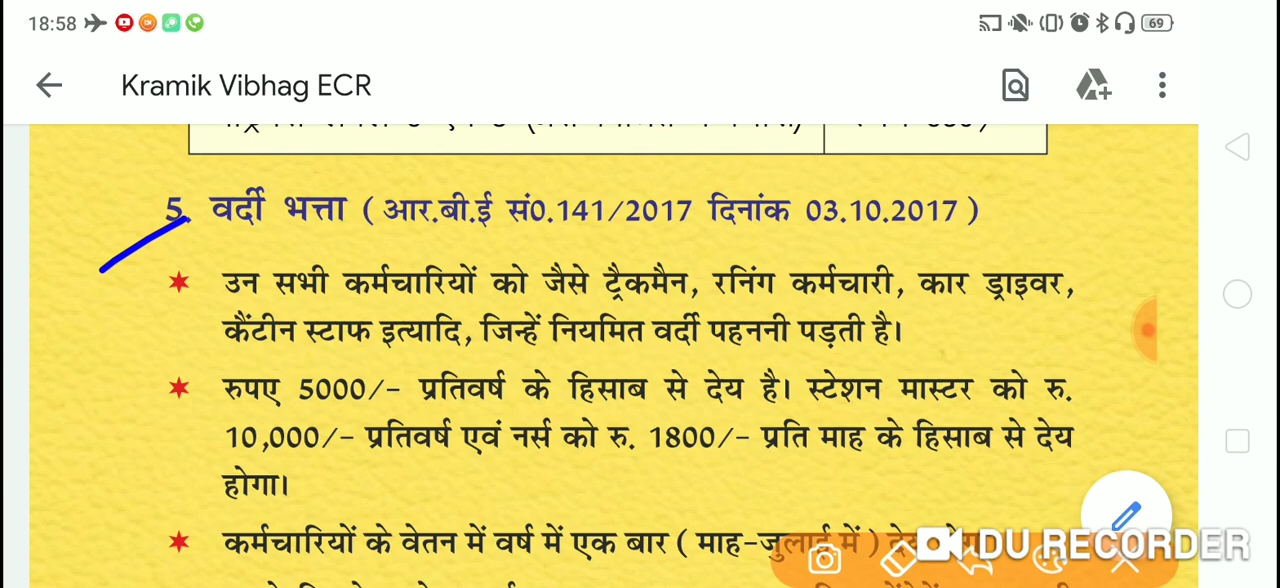 18:58
69
Kramik Vibhag ECR
5. वर्दी भत्ता ( आर.बी.ई सं0.141/2017 दिनांक 03.10.2017 )
उन सभी कर्मचारियों को जैसे ट्रैकमैन, रनिंग कर्मचारी, कार ड्राइवर,
कैंटीन स्टाफ इत्यादि, जिन्हें नियमित वर्दी पहननी पड़ती है।
रुपए 5000/- प्रतिवर्ष के हिसाब से देय है। स्टेशन मास्टर को रु.
10,000/- प्रतिवर्ष एवं नर्स को रु. 1800/- प्रति माह के हिसाब से देय
होगा।
कर्मचारियों के वेतन में वर्ष में एक बार ( माह-जुलाई में )
DU RECORDER